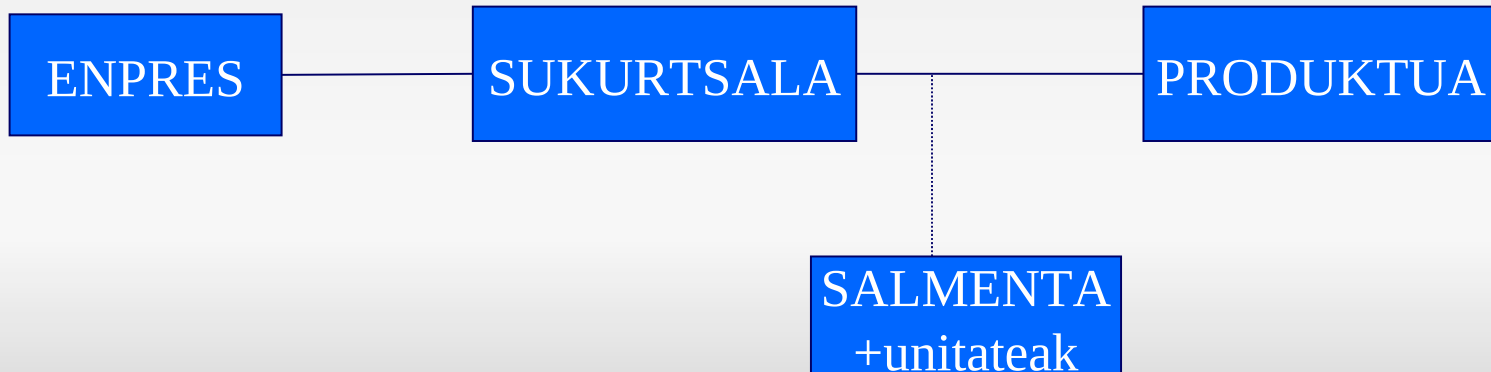 ENPRES
SUKURTSALA
PRODUKTUA
SALMENTA
+unitateak